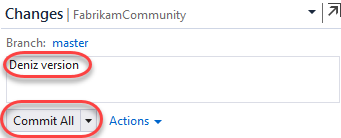 Changes | FabrikamCommunity
Branch: master
Deniz version
Commit All Actions